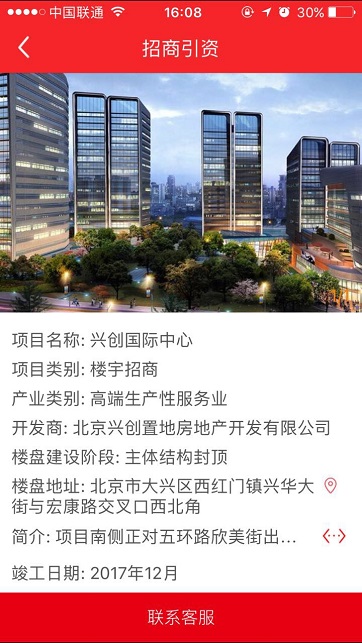 中国联通 16:08 30%
招商引资
项目名称: 兴创国际中心
项目类别: 楼宇招商
产业类别: 高端生产性服务业
开发商: 北京兴创置地房地产开发有限公司
楼盘建设阶段: 主体结构封顶
楼盘地址: 北京市大兴区西红门镇兴华大
街与宏康路交叉口西北角
简介: 项目南侧正对五环路欣美街出...
竣工日期: 2017年12月
联系客服